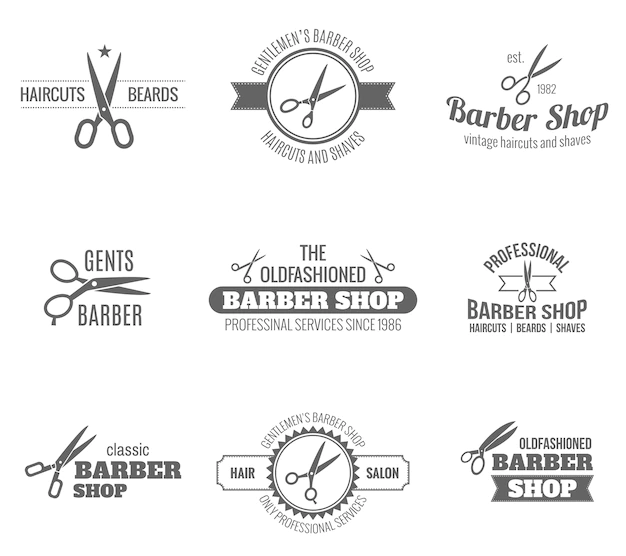 HAIRCUTS BEARDS
GENTLEMEN'S BARBER SHOP
HAIRCUTS AND SHAVES
est.
1982
Barber Shop
vintage haircuts and shaves
GENTS
BARBER
THE
OLDFASHIONED
BARBER SHOP
PROFESSINAL SERVICES SINCE 1986
PROFESSIONAL
BARBER SHOP
HAIRCUTS | BEARDS | SHAVES
classic
BARBER
SHOP
GENTLEMEN'S BARBER SHOP
HAIR SALON
ONLY PROFESSIONAL SERVICES
OLDFASHIONED
BARBER
SHOP